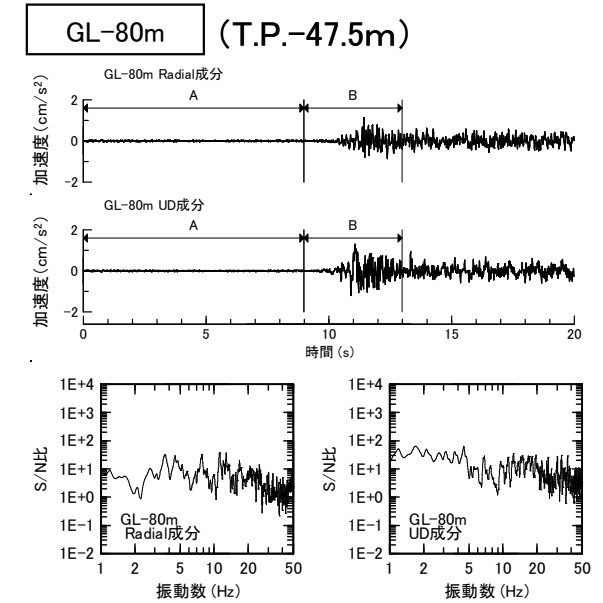 GL-80m (T.P.-47.5m)
GL-80m Radial成分
A B
加速度(cm/s²)
2
0
-2
GL-80m UD成分
A B
加速度(cm/s²)
2
0
-2
0 5 10 15 20
時間(s)
S/N比
1E+4
1E+3
1E+2
1E+1
1E+0
1E-1
1E-2
GL-80m
Radial成分
1 2 5 10 20 50
振動数(Hz)
S/N比
1E+4
1E+3
1E+2
1E+1
1E+0
1E-1
1E-2
GL-80m
UD成分
1 2 5 10 20 50
振動数(Hz)